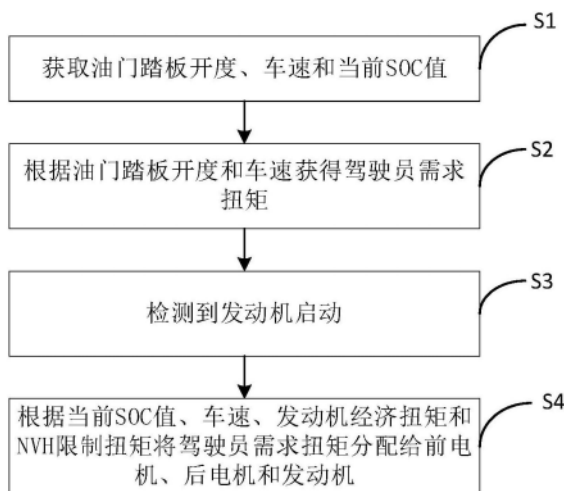 S1
获取油门踏板开度、车速和当前SOC值
S2
根据油门踏板开度和车速获得驾驶员需求
扭矩
S3
检测到发动机启动
S4
根据当前SOC值、车速、发动机经济扭矩和
NVH限制扭矩将驾驶员需求扭矩分配给前电
机、后电机和发动机